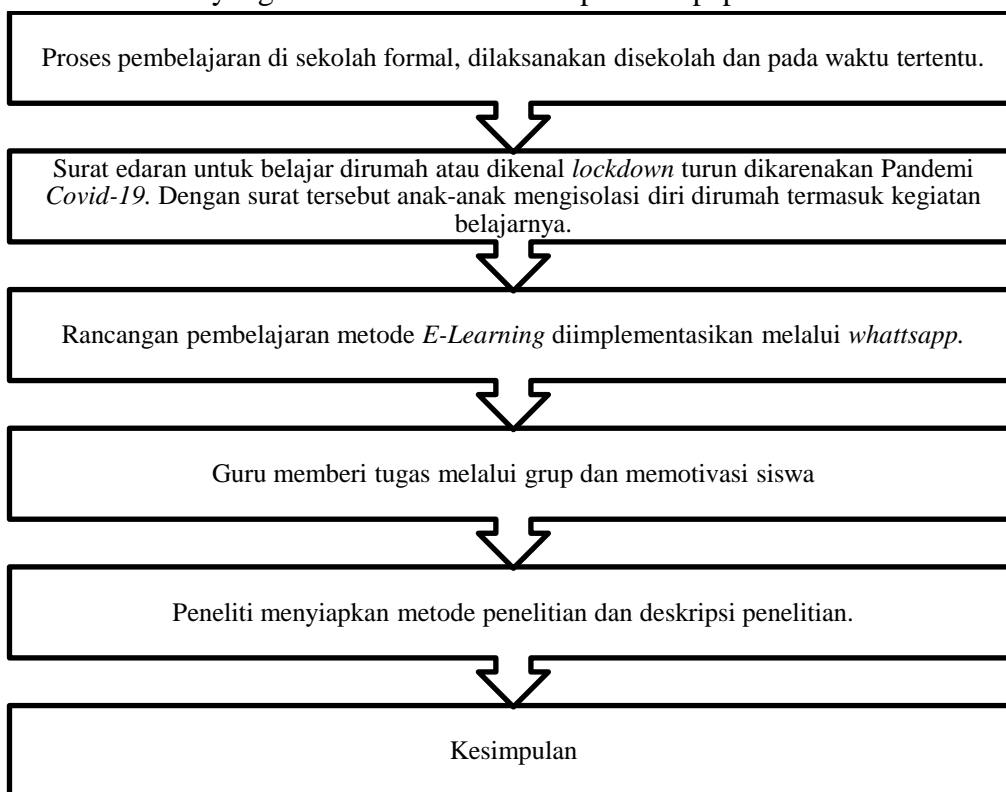 Proses pembelajaran di sekolah formal, dilaksanakan disekolah dan pada waktu tertentu.
Surat edaran untuk belajar dirumah atau dikenal lockdown turun dikarenakan Pandemi
Covid-19. Dengan surat tersebut anak-anak mengisolasi diri dirumah termasuk kegiatan
belajarnya.
Rancangan pembelajaran metode E-Learning diimplementasikan melalui whattsapp.
Guru memberi tugas melalui grup dan memotivasi siswa
Peneliti menyiapkan metode penelitian dan deskripsi penelitian.
Kesimpulan